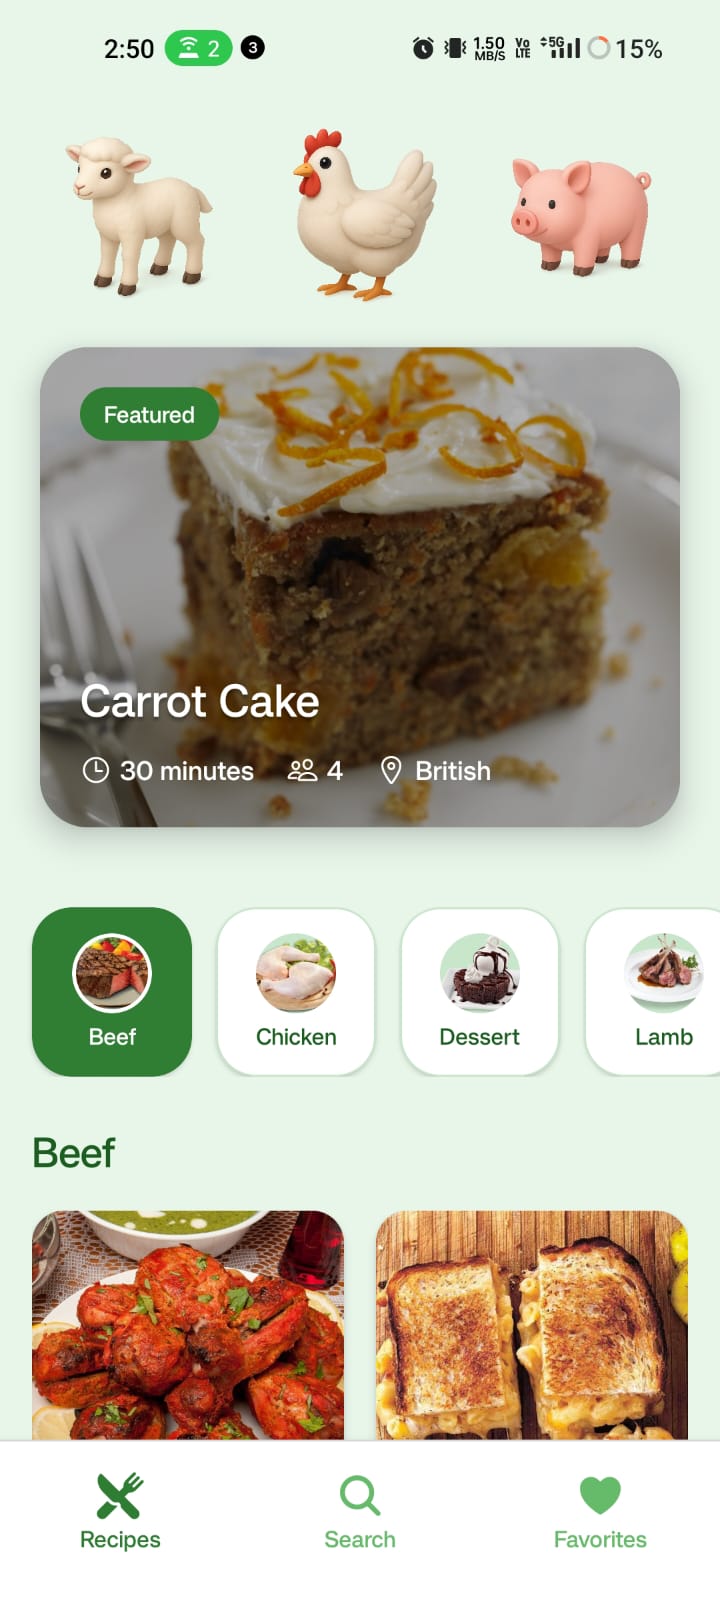 2:50 2 3 1.50 MB/S Vo LTE 5G 15%
Featured
Carrot Cake
30 minutes 4 British
Beef Chicken Dessert Lamb
Beef
Recipes Search Favorites